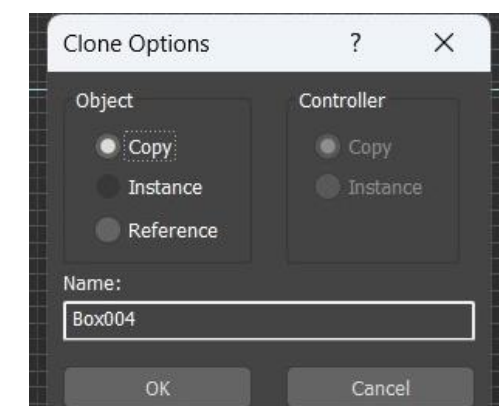 Clone Options ? ×
Object
Copy
Instance
Reference
Controller
Copy
Instance
Name:
Box004
OK
Cancel